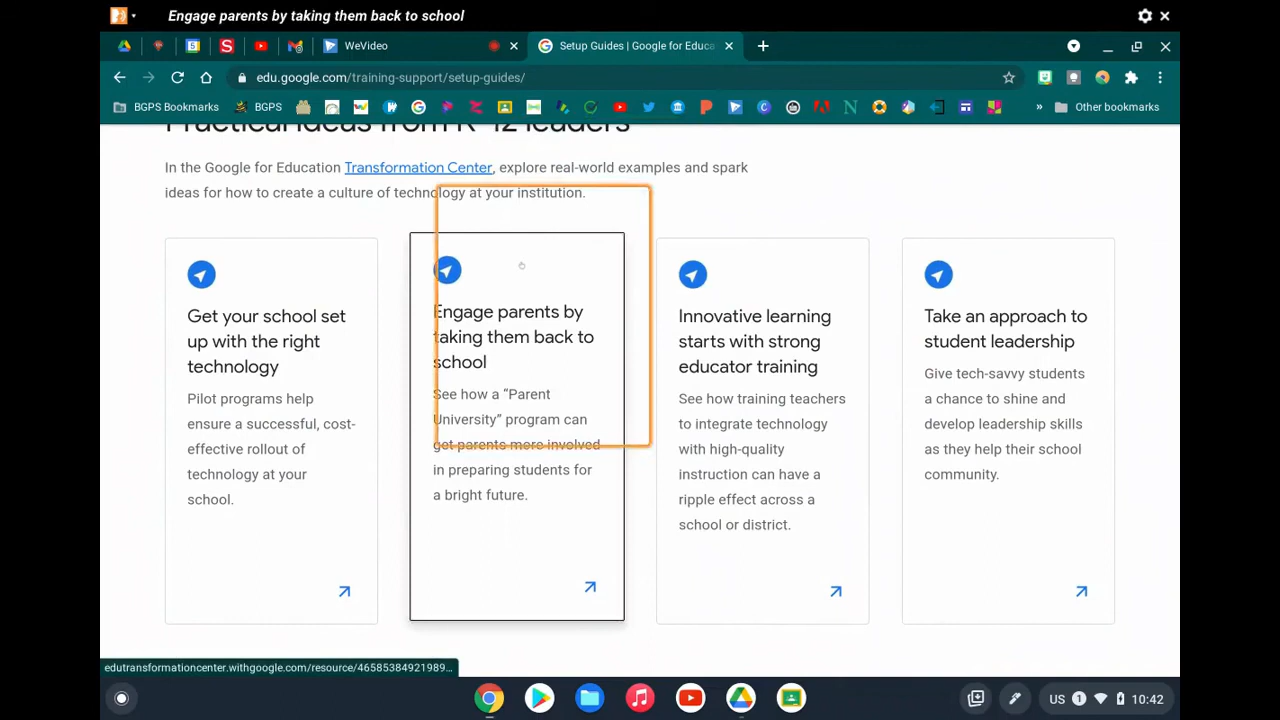 Engage parents by taking them back to school
WeVideo
Setup Guides | Google for Educa
edu.google.com/training-support/setup-guides/
BGPS Bookmarks
BGPS
Other bookmarks
Practical ideas from K-12 leaders
In the Google for Education Transformation Center, explore real-world examples and spark
ideas for how to create a culture of technology at your institution.
Get your school set
up with the right
technology
Pilot programs help
ensure a successful, cost-
effective rollout of
technology at your
school.
Engage parents by
taking them back to
school
See how a “Parent
University” program can
get parents more involved
in preparing students for
a bright future.
Innovative learning
starts with strong
educator training
See how training teachers
to integrate technology
with high-quality
instruction can have a
ripple effect across a
school or district.
Take an approach to
student leadership
Give tech-savvy students
a chance to shine and
develop leadership skills
as they help their school
community.
edutransformationcenter.withgoogle.com/resource/46585384921989...
US 1 10:42